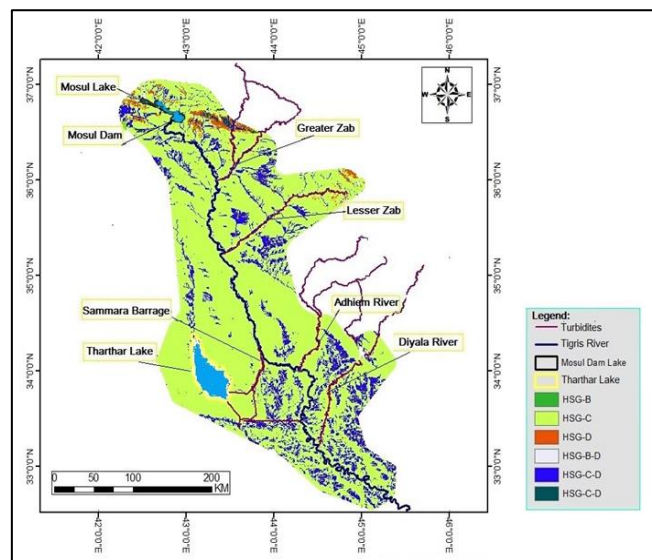 42°0'0"E 43°0'0"E 44°0'0"E 45°0'0"E 46°0'0"E
37°0'0"N 37°0'0"N
36°0'0"N 36°0'0"N
35°0'0"N 35°0'0"N
34°0'0"N 34°0'0"N
33°0'0"N 33°0'0"N
N
W E
S
Mosul Lake
Mosul Dam
Greater Zab
Lesser Zab
Sammara Barrage
Adhiem River
Tharthar Lake
Diyala River
0 50 100 200
KM
42°0'0"E 43°0'0"E 44°0'0"E 45°0'0"E 46°0'0"E
Legend:
Turbidites
Tigris River
Mosul Dam Lake
Tharthar Lake
HSG-B
HSG-C
HSG-D
HSG-B-D
HSG-C-D
HSG-C-D